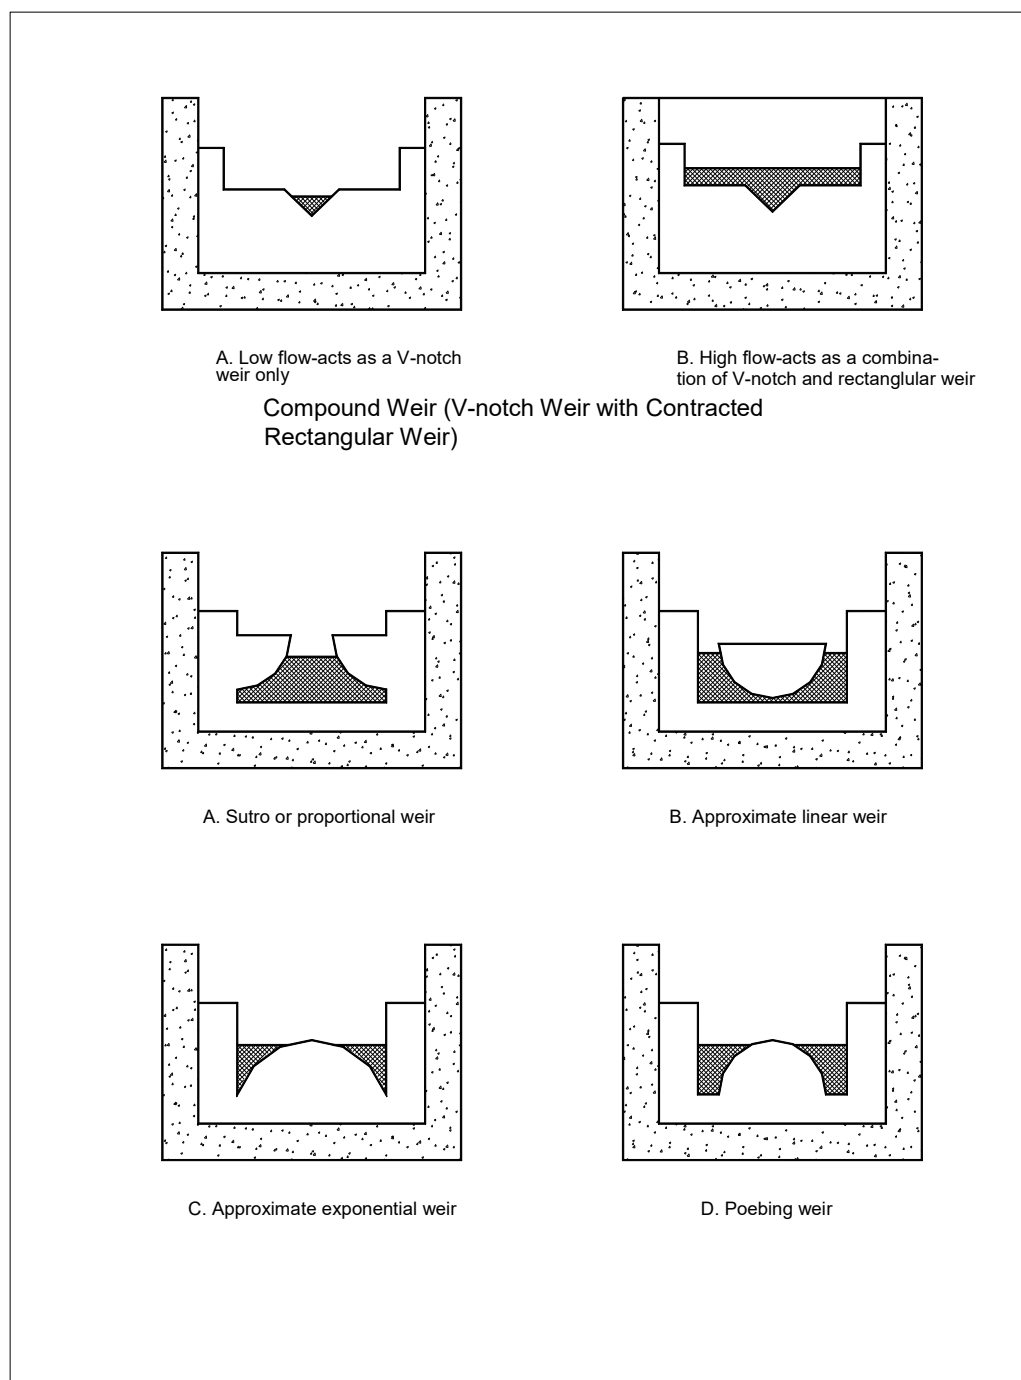 A. Low flow-acts as a V-notch
weir only
B. High flow-acts as a combina-
tion of V-notch and rectanglular weir
Compound Weir (V-notch Weir with Contracted
Rectangular Weir)
A. Sutro or proportional weir
B. Approximate linear weir
C. Approximate exponential weir
D. Poebing weir